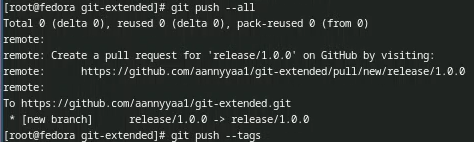 [root@fedora git-extended]# git push --all
Total 0 (delta 0), reused 0 (delta 0), pack-reused 0 (from 0)
remote:
remote: Create a pull request for 'release/1.0.0' on GitHub by visiting:
remote:      https://github.com/aannyyaa1/git-extended/pull/new/release/1.0.0
remote:
To https://github.com/aannyyaa1/git-extended.git
 * [new branch]      release/1.0.0 -> release/1.0.0
[root@fedora git-extended]# git push --tags